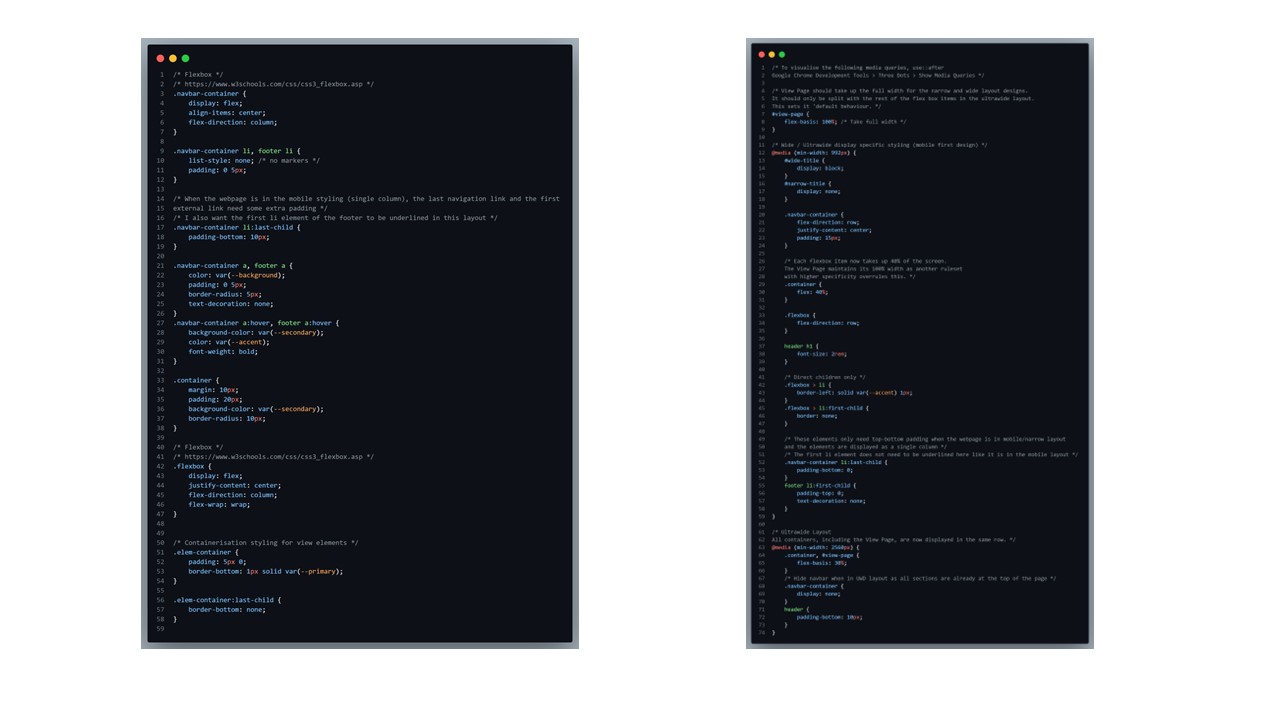 1 /* Flexbox */
2 /* https://www.w3schools.com/css/css3_flexbox.asp */
3 .navbar-container {
4 display: flex;
5 align-items: center;
6 flex-direction: column;
7 }
8
9 .navbar-container li, footer li {
10 list-style: none; /* no markers */
11 padding: 0 5px;
12 }
13
14 /* When the webpage is in the mobile styling (single column), the last navigation link and the first
15 external link need some extra padding */
16 /* I also want the first li element of the footer to be underlined in this layout */
17 .navbar-container li:last-child {
18 padding-bottom: 10px;
19 }
20
21 .navbar-container a, footer a {
22 color: var(--background);
23 padding: 0 5px;
24 border-radius: 5px;
25 text-decoration: none;
26 }
27 .navbar-container a:hover, footer a:hover {
28 background-color: var(--secondary);
29 color: var(--accent);
30 font-weight: bold;
31 }
32
33 .container {
34 margin: 10px;
35 padding: 20px;
36 background-color: var(--secondary);
37 border-radius: 10px;
38 }
39
40 /* Flexbox */
41 /* https://www.w3schools.com/css/css3_flexbox.asp */
42 .flexbox {
43 display: flex;
44 justify-content: center;
45 flex-direction: column;
46 flex-wrap: wrap;
47 }
48
49
50 /* Containerisation styling for view elements */
51 .elem-container {
52 padding: 5px 0;
53 border-bottom: 1px solid var(--primary);
54 }
55
56 .elem-container:last-child {
57 border-bottom: none;
58 }
59
1 /* To visualise the following media queries, use::after
2 Google Chrome Development Tools > Three Dots > Show Media Queries */
3
4 /* View Page should take up the full width for the narrow and wide layout designs.
5 It should only be split with the rest of the flex box items in the ultrawide layout.
6 This sets it 'default behaviour. */
7 #view-page {
8 flex-basis: 100%; /* Take full width */
9 }
10
11 /* Wide / Ultrawide display specific styling (mobile first design) */
12 @media (min-width: 992px) {
13 #wide-title {
14 display: block;
15 }
16 #narrow-title {
17 display: none;
18 }
19
20 .navbar-container {
21 flex-direction: row;
22 justify-content: center;
23 padding: 15px;
24 }
25
26 /* Each flexbox item now takes up 40% of the screen.
27 The View Page maintains its 100% width as another ruleset
28 with higher specificity overrules this. */
29 .container {
30 flex: 40%;
31 }
32
33 .flexbox {
34 flex-direction: row;
35 }
36
37 header h1 {
38 font-size: 2rem;
39 }
40
41 /* Direct children only */
42 .flexbox > li {
43 border-left: solid var(--accent) 1px;
44 }
45 .flexbox > li:first-child {
46 border: none;
47 }
48
49 /* These elements only need top-bottom padding when the webpage is in mobile/narrow layout
50 and the elements are displayed as a single column */
51 /* The first li element does not need to be underlined here like it is in the mobile layout */
52 .navbar-container li:last-child {
53 padding-bottom: 0;
54 }
55 footer li:first-child {
56 padding-top: 0;
57 text-decoration: none;
58 }
59 }
60
61 /* Ultrawide Layout
62 All containers, including the View Page, are now displayed in the same row. */
63 @media (min-width: 2560px) {
64 .container, #view-page {
65 flex-basis: 30%;
66 }
67 /* Hide navbar when in UWD layout as all sections are already at the top of the page */
68 .navbar-container {
69 display: none;
70 }
71 header {
72 padding-bottom: 10px;
73 }
74 }